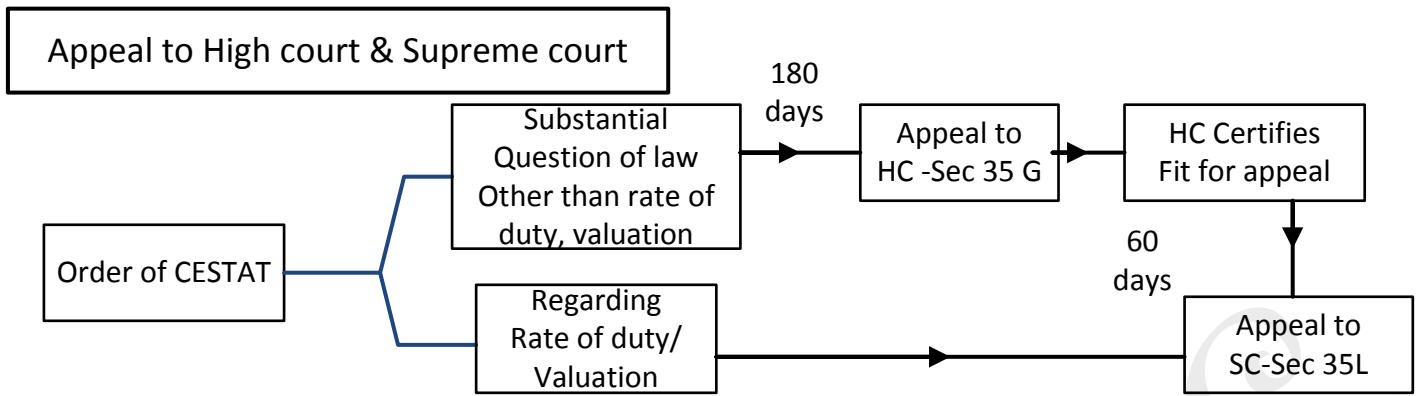 Appeal to High court & Supreme court
180
days
Substantial
Question of law
Other than rate of
duty, valuation
Appeal to
HC -Sec 35 G
HC Certifies
Fit for appeal
Order of CESTAT
60
days
Regarding
Rate of duty/
Valuation
Appeal to
SC-Sec 35L